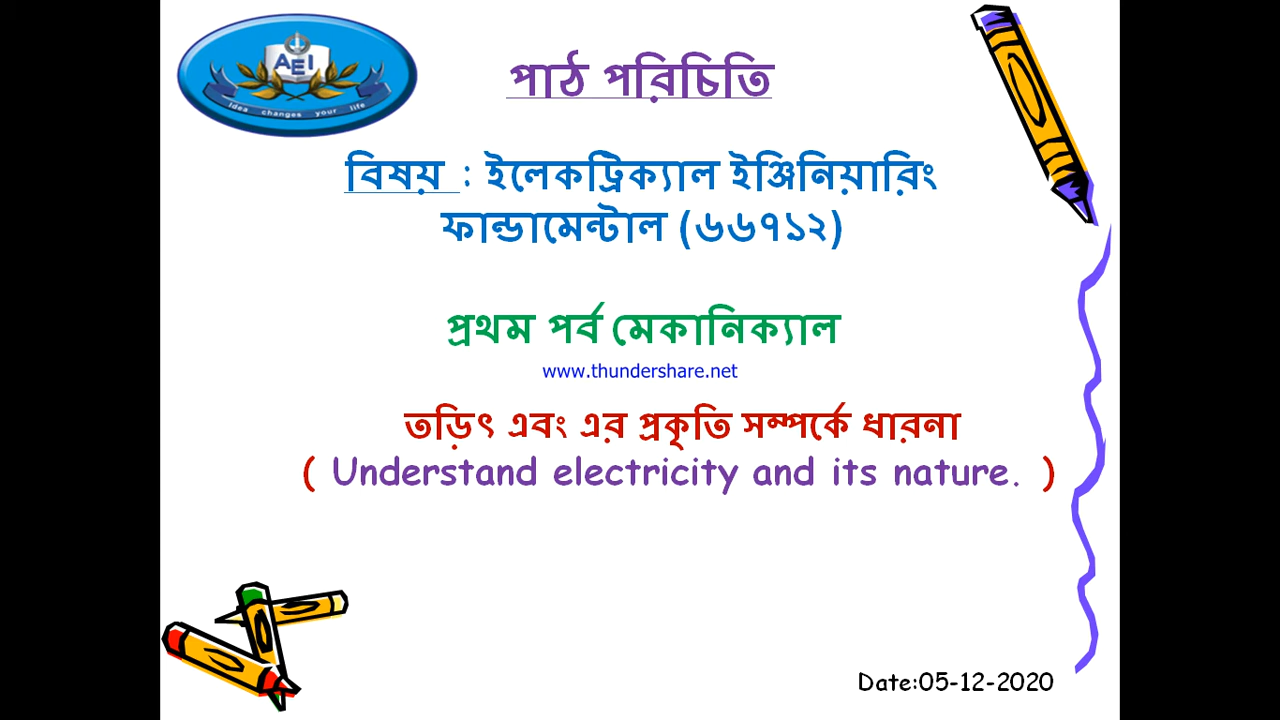 AEI
Idea changes your life
পাঠ পরিচিতি
বিষয় : ইলেকট্রিক্যাল ইঞ্জিনিয়ারিং
ফান্ডামেন্টাল (৬৬৭১২)
প্রথম পর্ব মেকানিক্যাল
www.thundershare.net
তড়িৎ এবং এর প্রকৃতি সম্পর্কে ধারনা
( Understand electricity and its nature. )
Date:05-12-2020